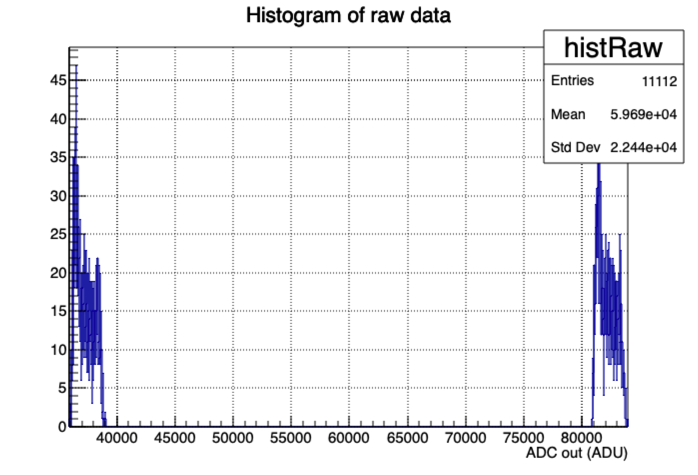 Histogram of raw data
histRaw
Entries 11112
Mean 5.969e+04
Std Dev 2.244e+04
45
40
35
30
25
20
15
10
5
0
40000 45000 50000 55000 60000 65000 70000 75000 80000
ADC out (ADU)